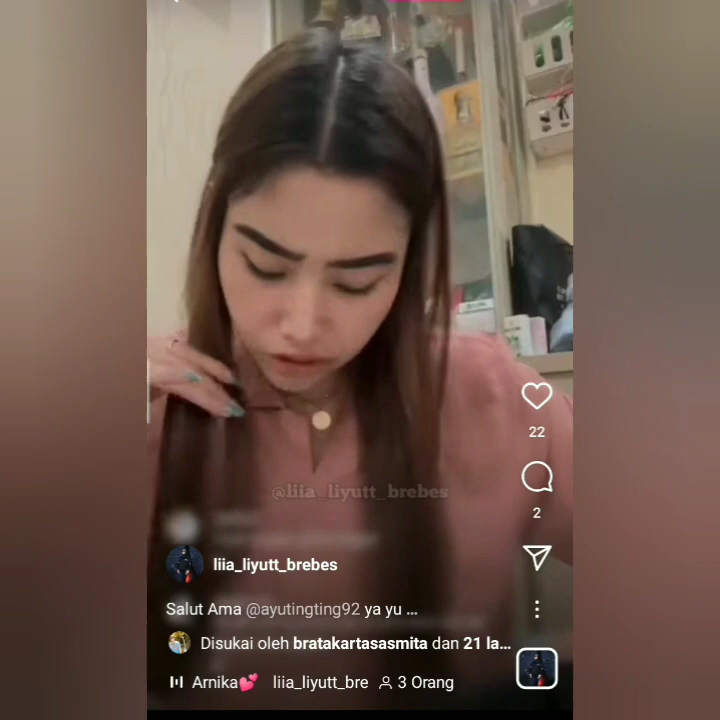 22
2
@liia_liyutt_brebes
liia_liyutt_brebes
Salut Ama @ayutingting92 ya yu ...
Disukai oleh bratakartasasmita dan 21 la...
Arnika💕 liia_liyutt_bre 3 Orang